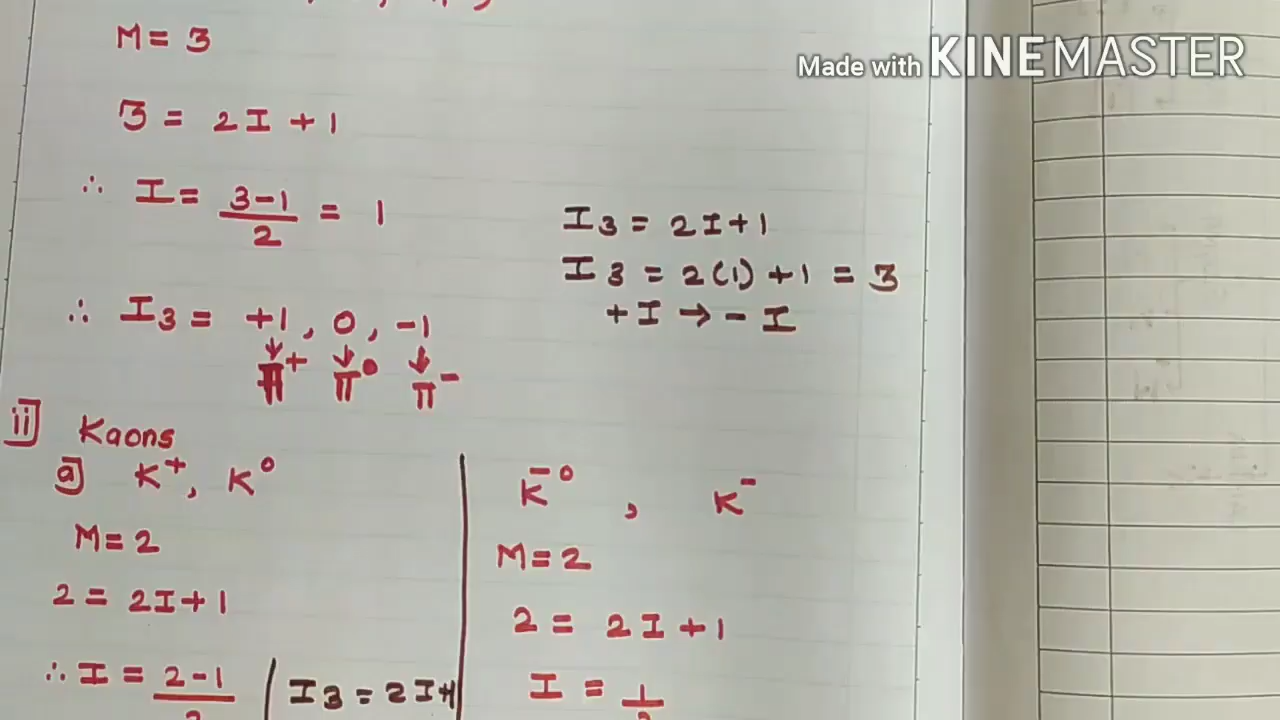 Made with KINEMASTER
M = 3
3 = 2I + 1
∴ I = 3-1/2 = 1
I3 = 2I+1
I3 = 2(1) +1 = 3
+I → - I
∴ I3 = +1, 0, -1
↓ ↓ ↓
π+ π0 π-
ii] Kaons
a] K+, K0
M = 2
2 = 2I+1
∴ I = 2-1/2
I3 = 2I+1
K̄0 , K-
M = 2
2 = 2I +1
I = 1/2